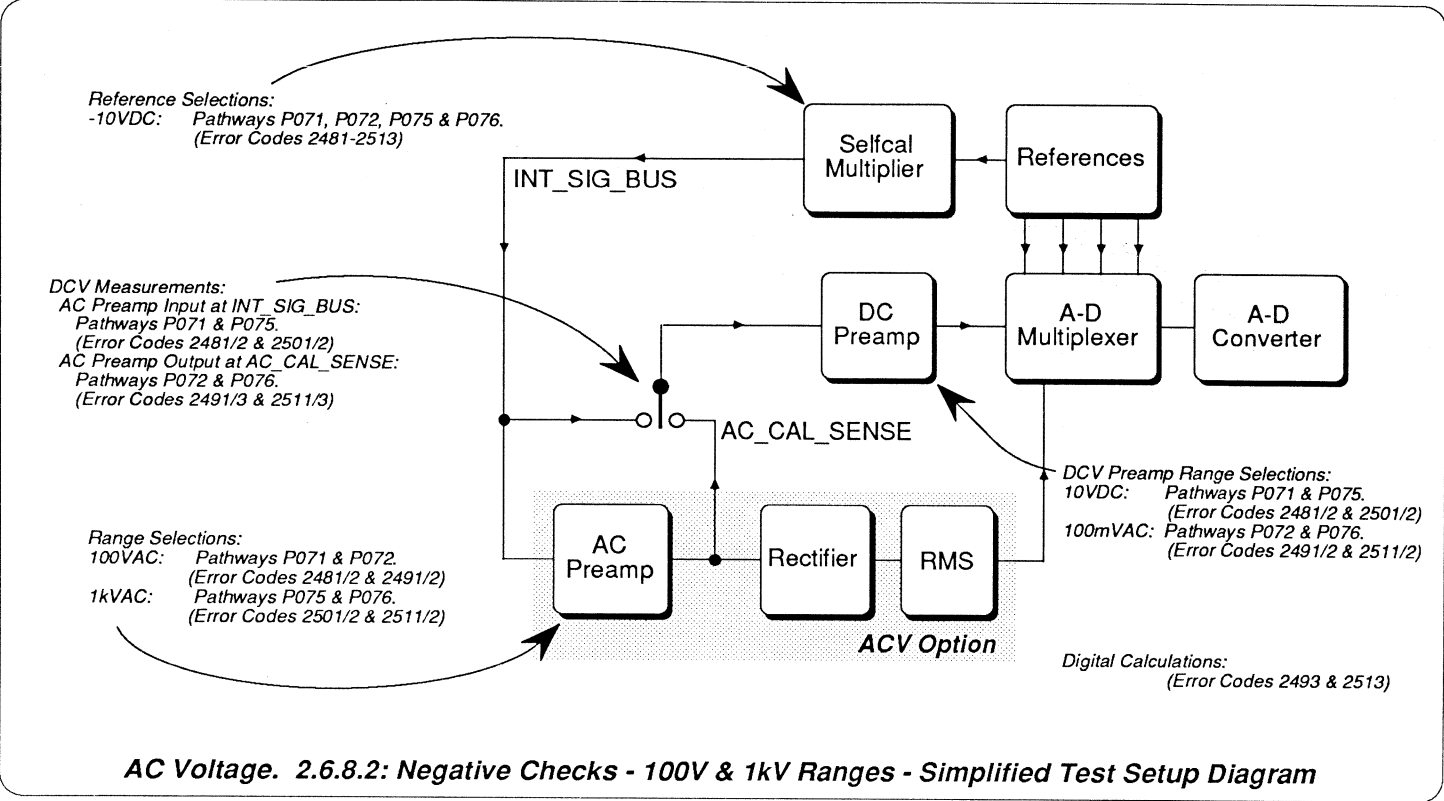 Reference Selections:
-10VDC: Pathways P071, P072, P075 & P076.
(Error Codes 2481-2513)
Selfcal
Multiplier
References
INT_SIG_BUS
DCV Measurements:
AC Preamp Input at INT_SIG_BUS:
Pathways P071 & P075.
(Error Codes 2481/2 & 2501/2)
AC Preamp Output at AC_CAL_SENSE:
Pathways P072 & P076.
(Error Codes 2491/3 & 2511/3)
DC
Preamp
A-D
Multiplexer
A-D
Converter
AC_CAL_SENSE
DCV Preamp Range Selections:
10VDC: Pathways P071 & P075.
(Error Codes 2481/2 & 2501/2)
100mVAC: Pathways P072 & P076.
(Error Codes 2491/2 & 2511/2)
Range Selections:
100VAC: Pathways P071 & P072.
(Error Codes 2481/2 & 2491/2)
1kVAC: Pathways P075 & P076.
(Error Codes 2501/2 & 2511/2)
AC
Preamp
Rectifier
RMS
ACV Option
Digital Calculations:
(Error Codes 2493 & 2513)
AC Voltage. 2.6.8.2: Negative Checks - 100V & 1kV Ranges - Simplified Test Setup Diagram